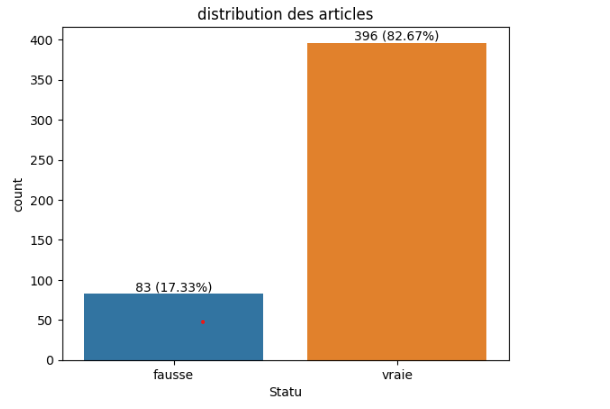 distribution des articles
400
350
300
250
200
150
100
50
0
count
396 (82.67%)
83 (17.33%)
fausse
vraie
Statu